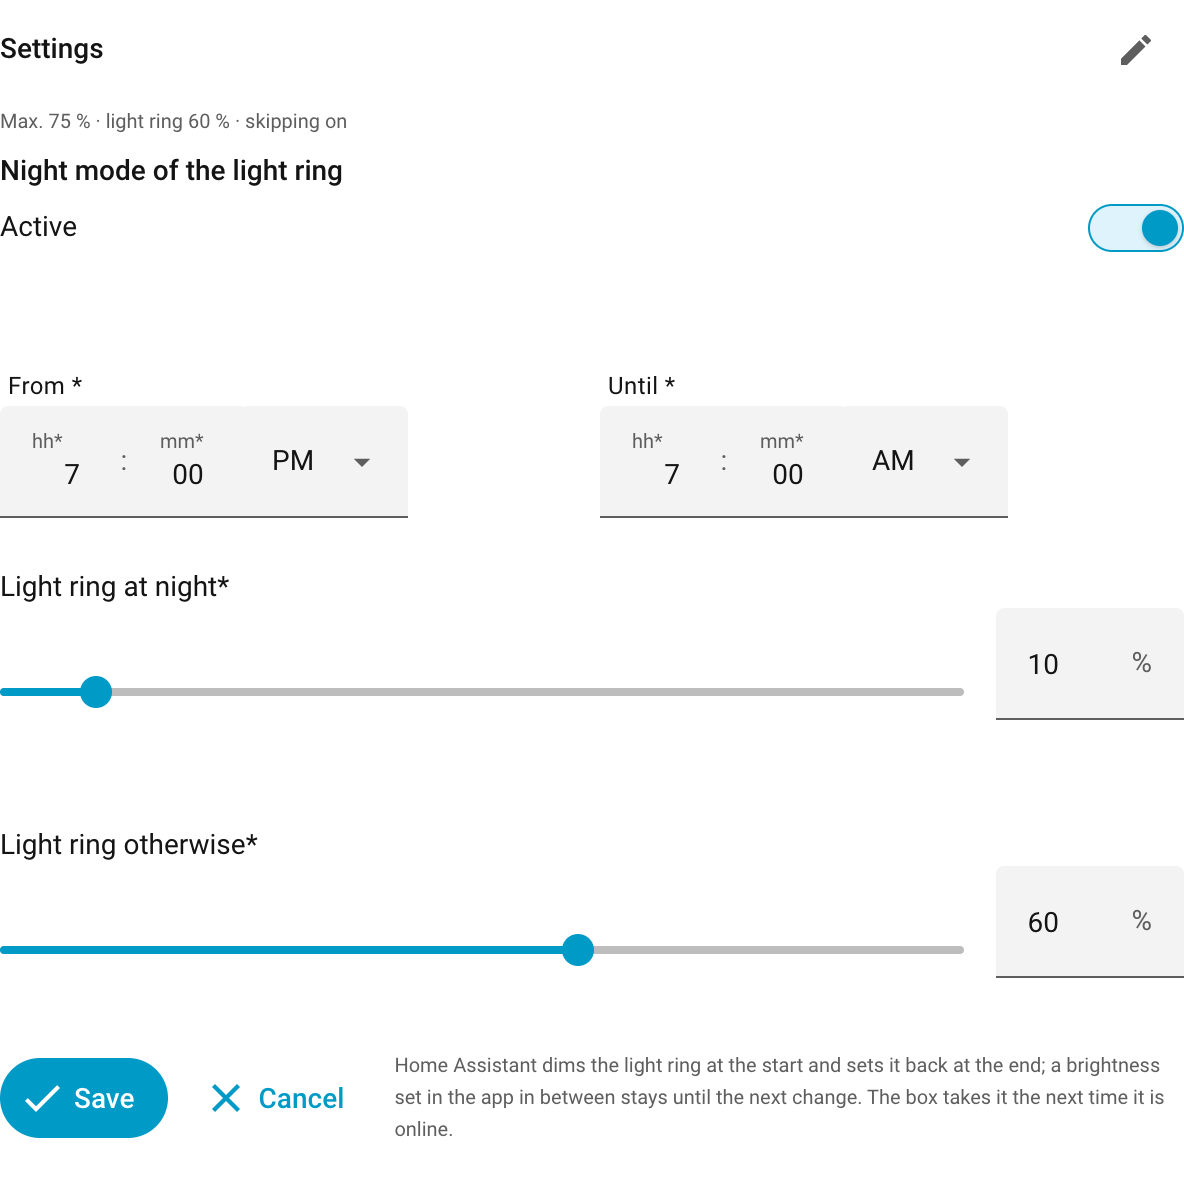 Settings
Max. 75 % · light ring 60 % · skipping on
Night mode of the light ring
Active
From *
hh*
7
:
mm*
00
PM
Until *
hh*
7
:
mm*
00
AM
Light ring at night*
10 %
Light ring otherwise*
60 %
Save
Cancel
Home Assistant dims the light ring at the start and sets it back at the end; a brightness
set in the app in between stays until the next change. The box takes it the next time it is
online.